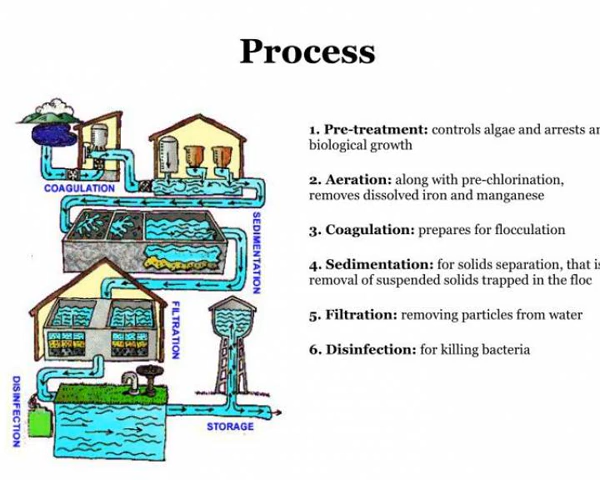 Process
1. Pre-treatment: controls algae and arrests
biological growth
2. Aeration: along with pre-chlorination,
removes dissolved iron and manganese
3. Coagulation: prepares for flocculation
4. Sedimentation: for solids separation, that
removal of suspended solids trapped in the floc
5. Filtration: removing particles from water
6. Disinfection: for killing bacteria
COAGULATION
SEDIMENTATION
FILTRATION
DISINFECTION
STORAGE